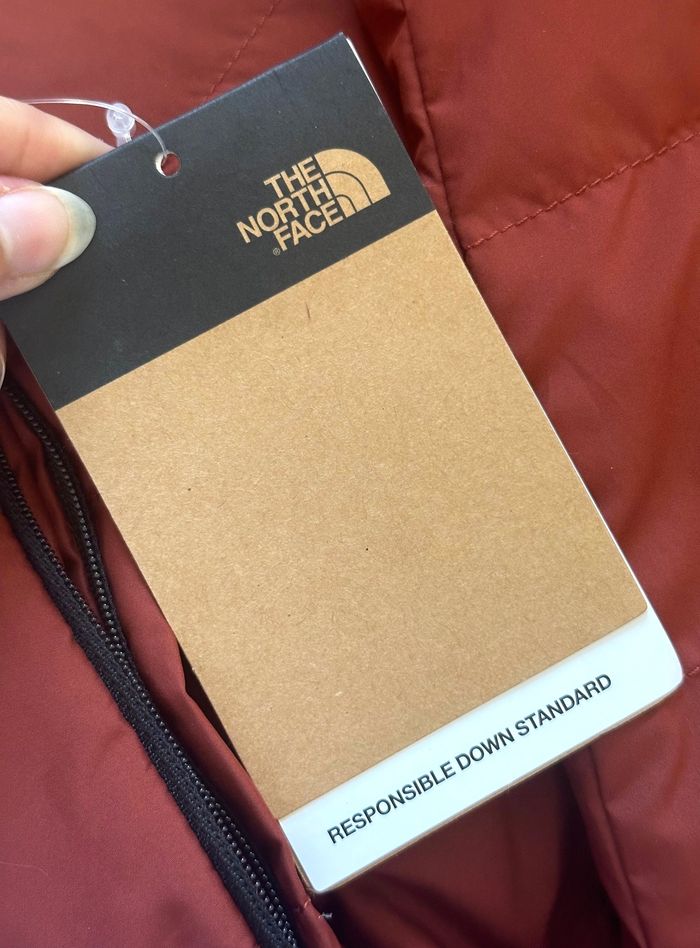 THE
NORTH
FACE
®
RESPONSIBLE DOWN STANDARD